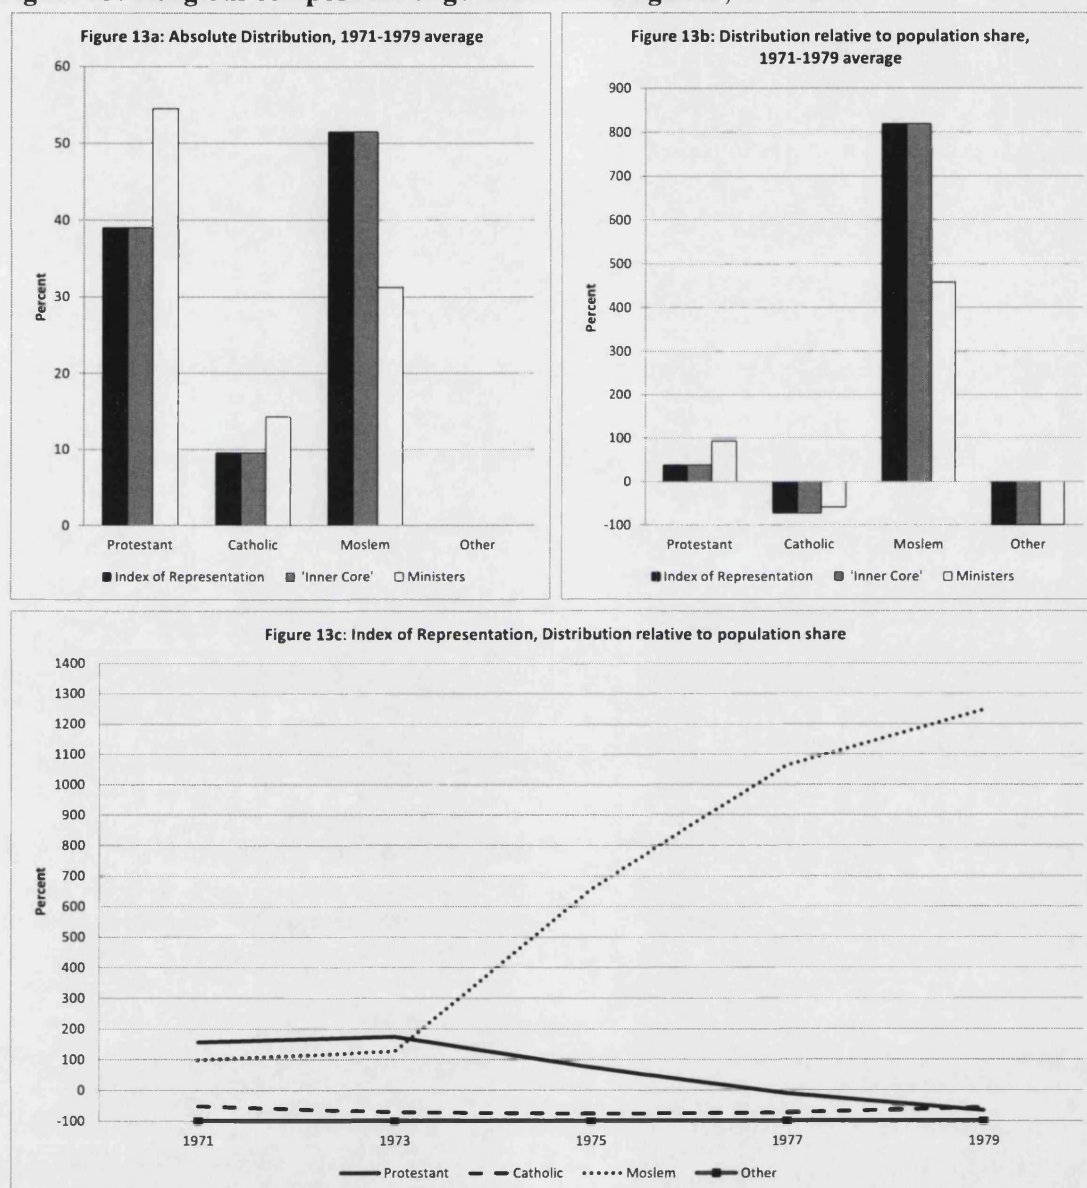 Figure 13a: Absolute Distribution, 1971-1979 average
60
50
40
30
20
10
0
Percent
Protestant Catholic Moslem Other
Index of Representation 'Inner Core' Ministers
Figure 13b: Distribution relative to population share,
1971-1979 average
900
800
700
600
500
400
300
200
100
0
-100
Percent
Protestant Catholic Moslem Other
Index of Representation 'Inner Core' Ministers
Figure 13c: Index of Representation, Distribution relative to population share
1400
1300
1200
1100
1000
900
800
700
600
500
400
300
200
100
0
-100
Percent
1971 1973 1975 1977 1979
Protestant Catholic Moslem Other